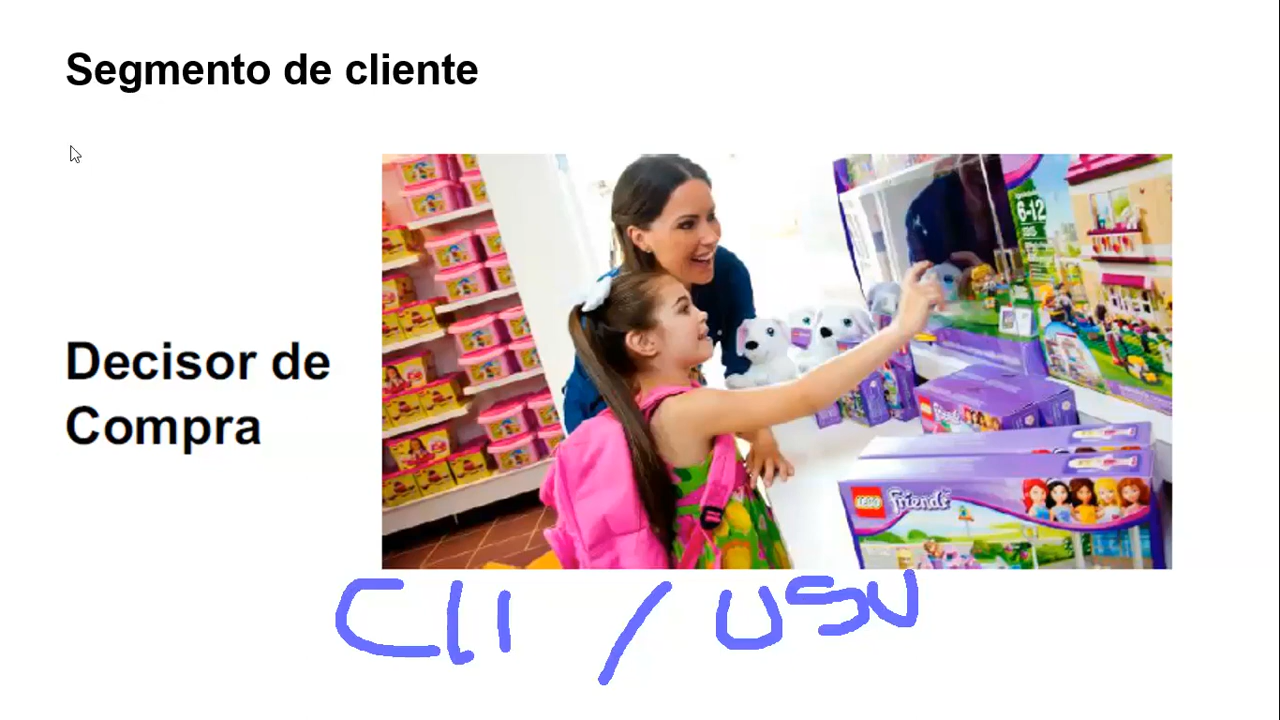 Segmento de cliente
Decisor de
Compra
6-12
LEGO Friends
CLI / USU